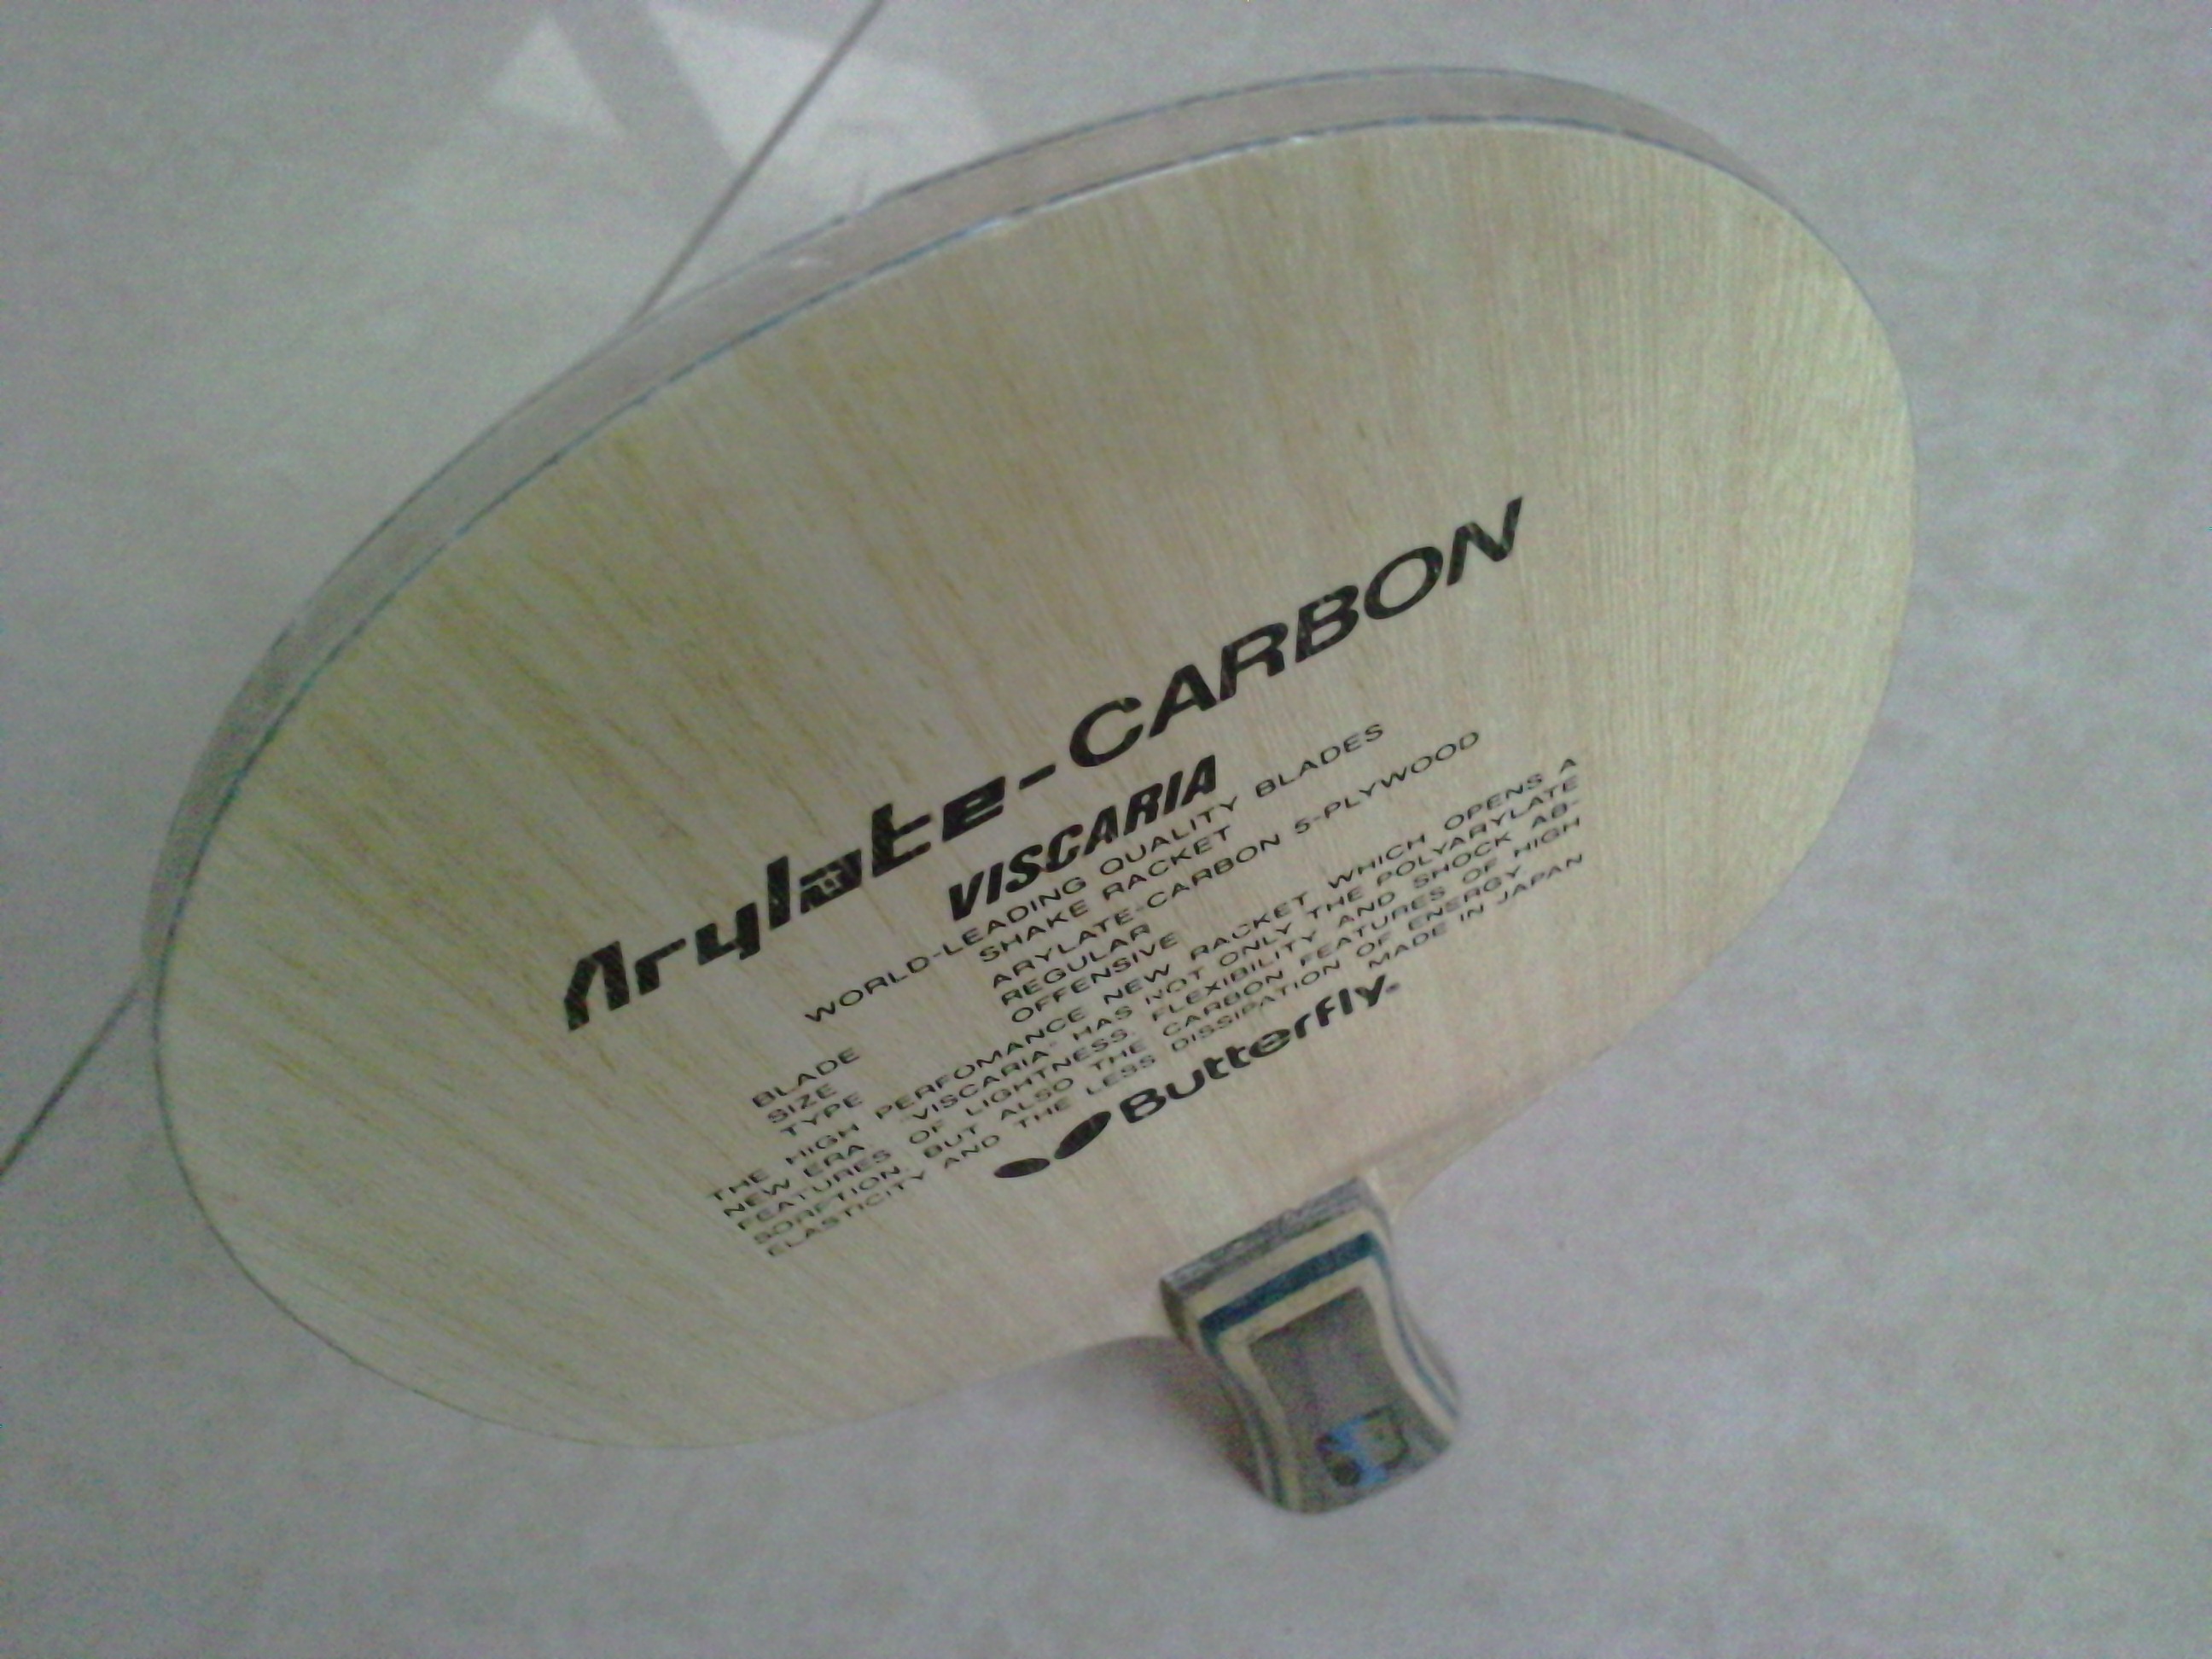 Arylate-CARBON
VISCARIA
WORLD-LEADING QUALITY BLADES
SHAKE RACKET
BLADE ARYLATE-CARBON 5-PLYWOOD
SIZE REGULAR
TYPE OFFENSIVE
THE HIGH PERFOMANCE NEW RACKET WHICH OPENS A
NEW ERA. "VISCARIA" HAS NOT ONLY THE POLYARYLATE
FEATURES OF LIGHTNESS, FLEXIBILITY AND SHOCK AB-
SORPTION, BUT ALSO THE CARBON FEATURES OF HIGH
ELASTICITY AND THE LESS DISSIPATION OF ENERGY.
MADE IN JAPAN
Butterfly